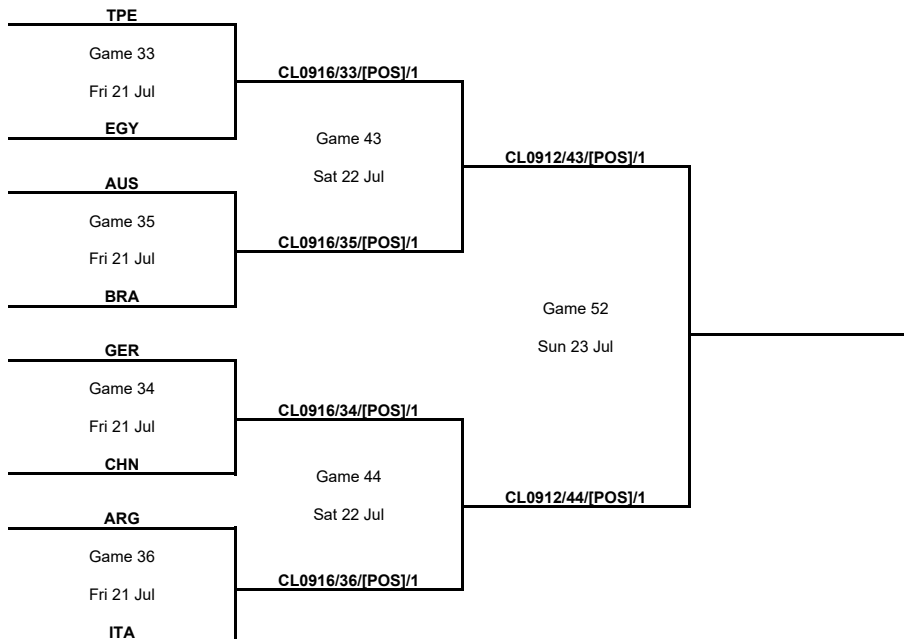 TPE
Game 33
Fri 21 Jul
EGY
CL0916/33/[POS]/1
Game 43
Sat 22 Jul
AUS
Game 35
Fri 21 Jul
BRA
CL0916/35/[POS]/1
CL0912/43/[POS]/1
Game 52
Sun 23 Jul
GER
Game 34
Fri 21 Jul
CHN
CL0916/34/[POS]/1
Game 44
Sat 22 Jul
CL0912/44/[POS]/1
ARG
Game 36
Fri 21 Jul
ITA
CL0916/36/[POS]/1